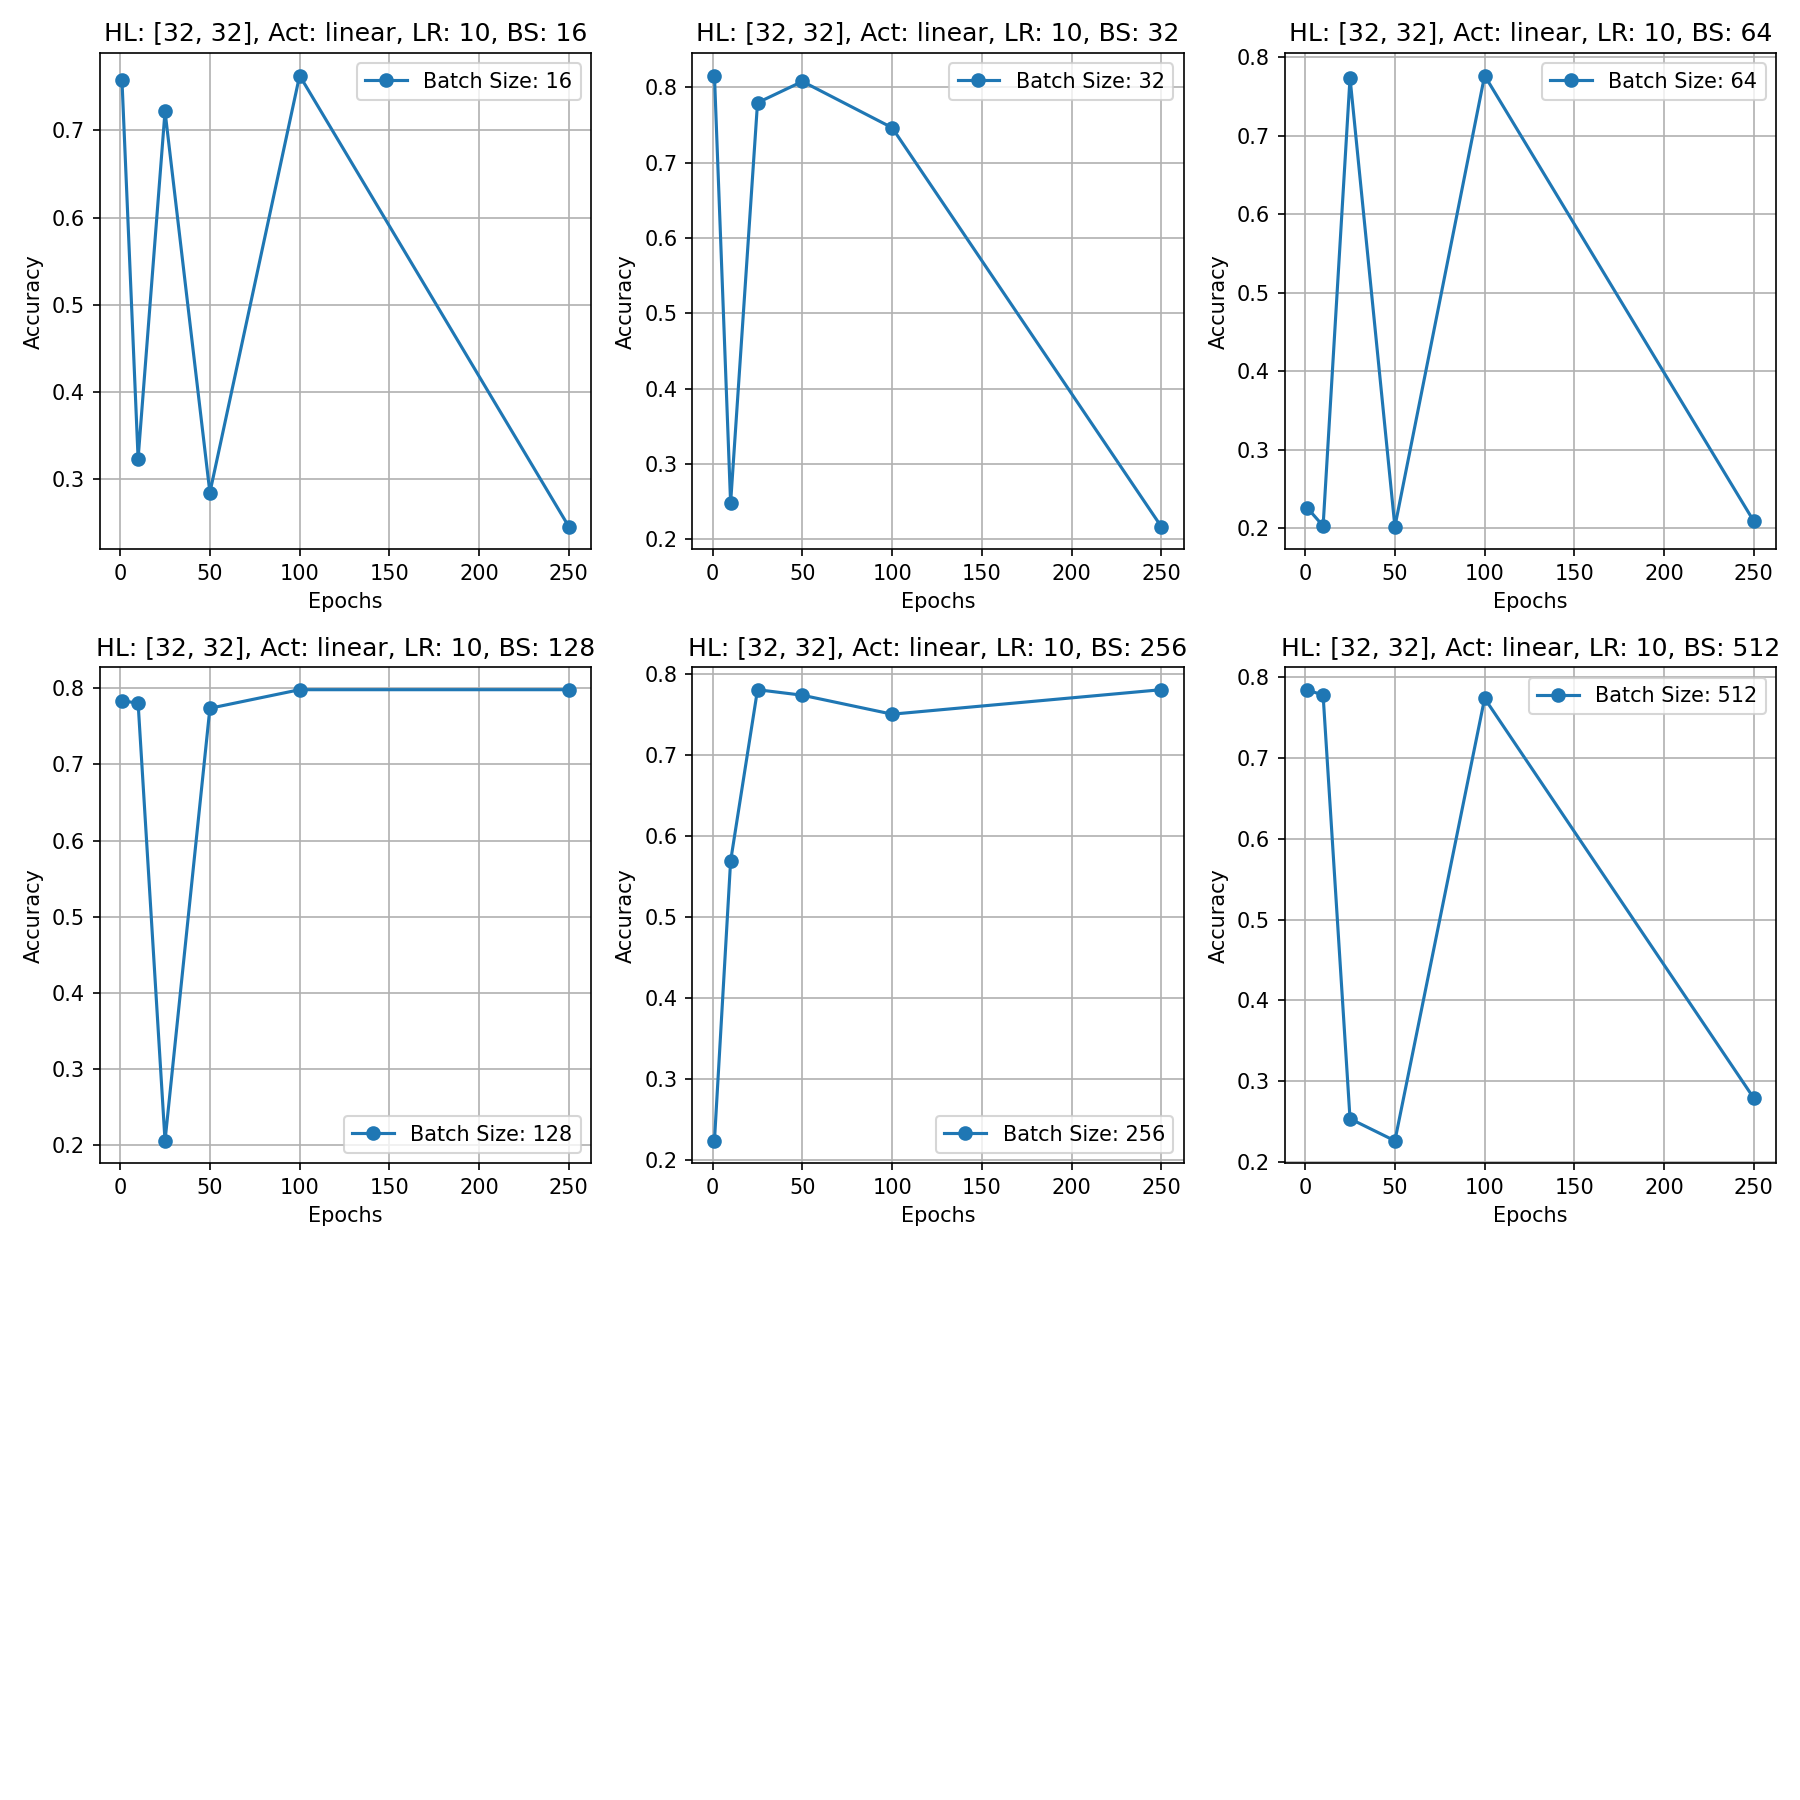 HL: [32, 32], Act: linear, LR: 10, BS: 16
Batch Size: 16
Accuracy
0.7
0.6
0.5
0.4
0.3
0 50 100 150 200 250
Epochs
HL: [32, 32], Act: linear, LR: 10, BS: 32
Batch Size: 32
Accuracy
0.8
0.7
0.6
0.5
0.4
0.3
0.2
0 50 100 150 200 250
Epochs
HL: [32, 32], Act: linear, LR: 10, BS: 64
Batch Size: 64
Accuracy
0.8
0.7
0.6
0.5
0.4
0.3
0.2
0 50 100 150 200 250
Epochs
HL: [32, 32], Act: linear, LR: 10, BS: 128
Accuracy
0.8
0.7
0.6
0.5
0.4
0.3
0.2
Batch Size: 128
0 50 100 150 200 250
Epochs
HL: [32, 32], Act: linear, LR: 10, BS: 256
Accuracy
0.8
0.7
0.6
0.5
0.4
0.3
0.2
Batch Size: 256
0 50 100 150 200 250
Epochs
HL: [32, 32], Act: linear, LR: 10, BS: 512
Batch Size: 512
Accuracy
0.8
0.7
0.6
0.5
0.4
0.3
0.2
0 50 100 150 200 250
Epochs